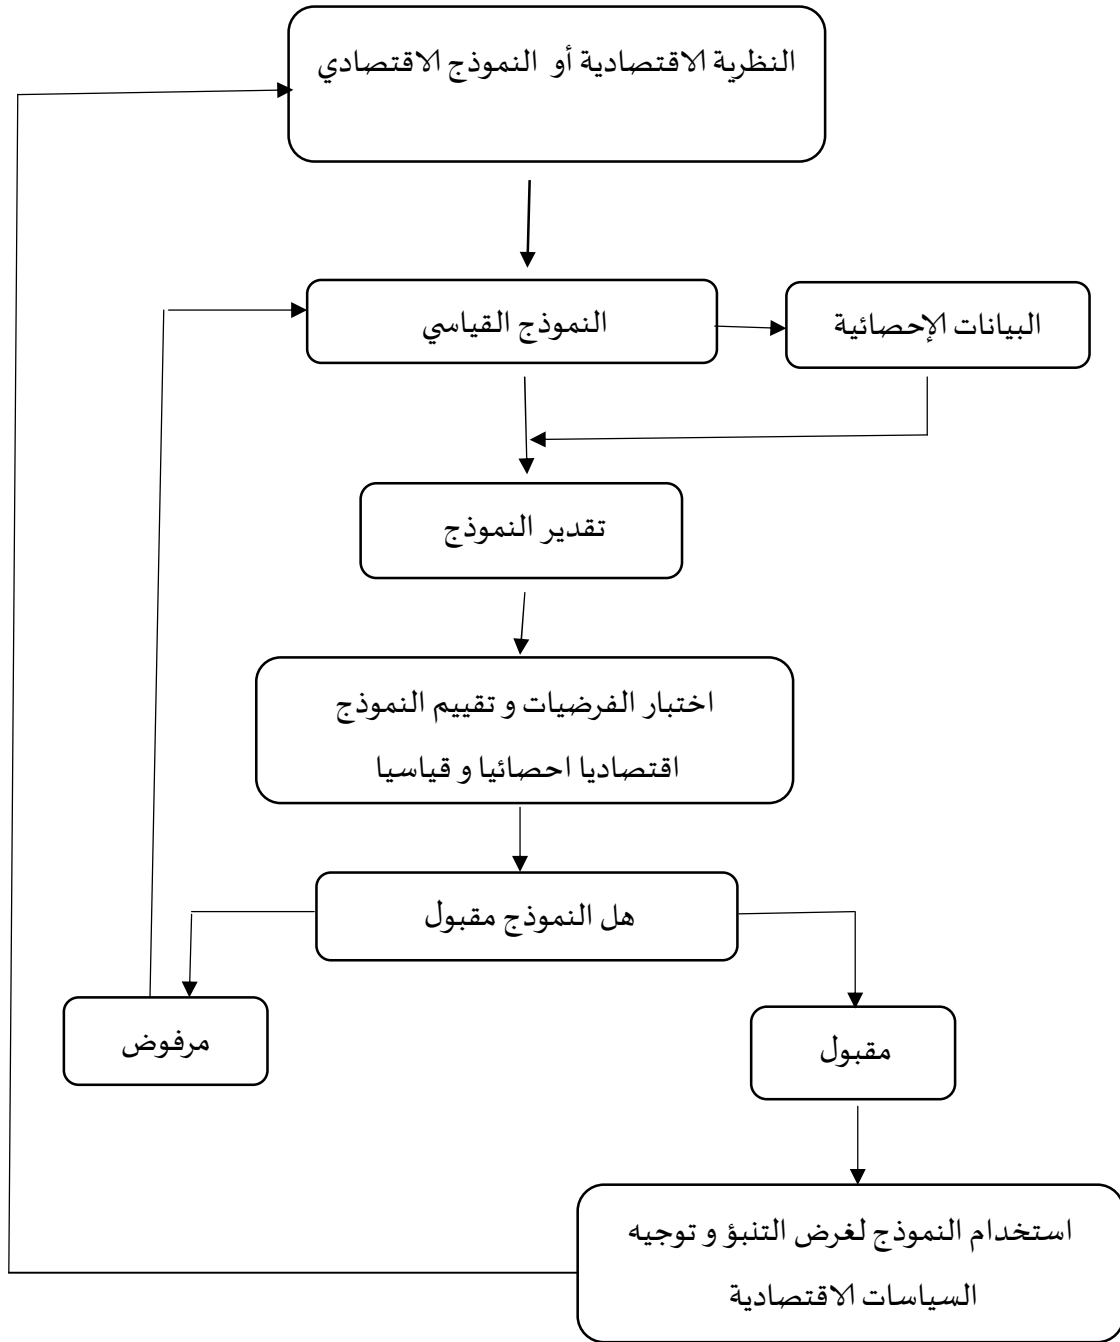 النظرية الاقتصادية أو النموذج الاقتصادي
النموذج القياسي
البيانات الإحصائية
تقدير النموذج
اختبار الفرضيات و تقييم النموذج
اقتصاديا احصائيا و قياسيا
هل النموذج مقبول
مقبول
مرفوض
استخدام النموذج لغرض التنبؤ و توجيه
السياسات الاقتصادية